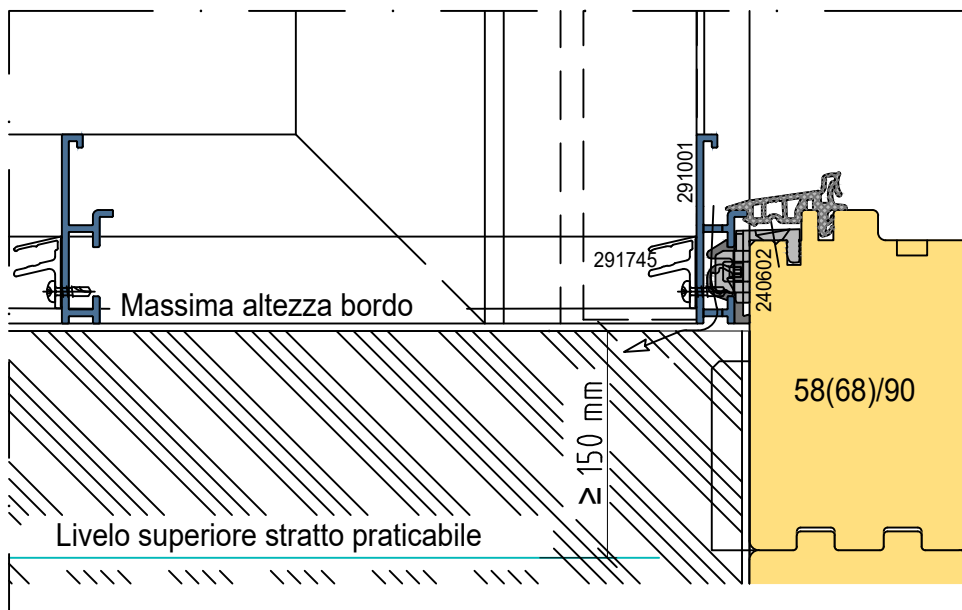 291001
291745
240602
Massima altezza bordo
58(68)/90
≥ 150 mm
Livelo superiore stratto praticabile